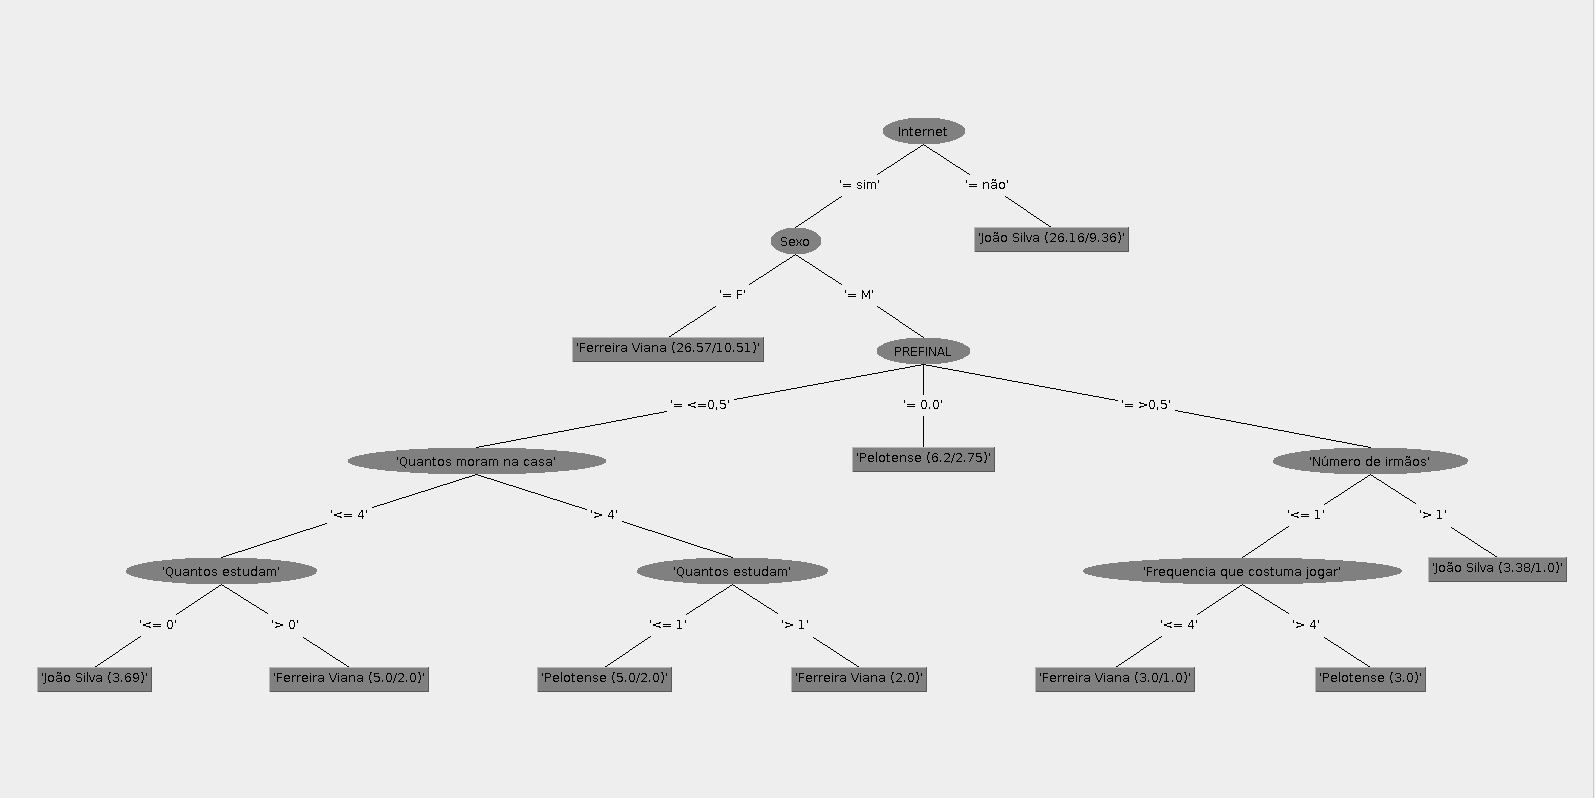 Internet
'= sim'
'= não'
Sexo
'João Silva (26.16/9.36)'
'= F'
'= M'
'Ferreira Viana (26.57/10.51)'
PREFINAL
'= <=0,5'
'= 0.0'
'= >0,5'
'Quantos moram na casa'
'Pelotense (6.2/2.75)'
'Número de irmãos'
'<= 4'
'> 4'
'<= 1'
'> 1'
'Quantos estudam'
'Quantos estudam'
'Frequencia que costuma jogar'
'João Silva (3.38/1.0)'
'<= 0'
'> 0'
'<= 1'
'> 1'
'<= 4'
'> 4'
'João Silva (3.69)'
'Ferreira Viana (5.0/2.0)'
'Pelotense (5.0/2.0)'
'Ferreira Viana (2.0)'
'Ferreira Viana (3.0/1.0)'
'Pelotense (3.0)'